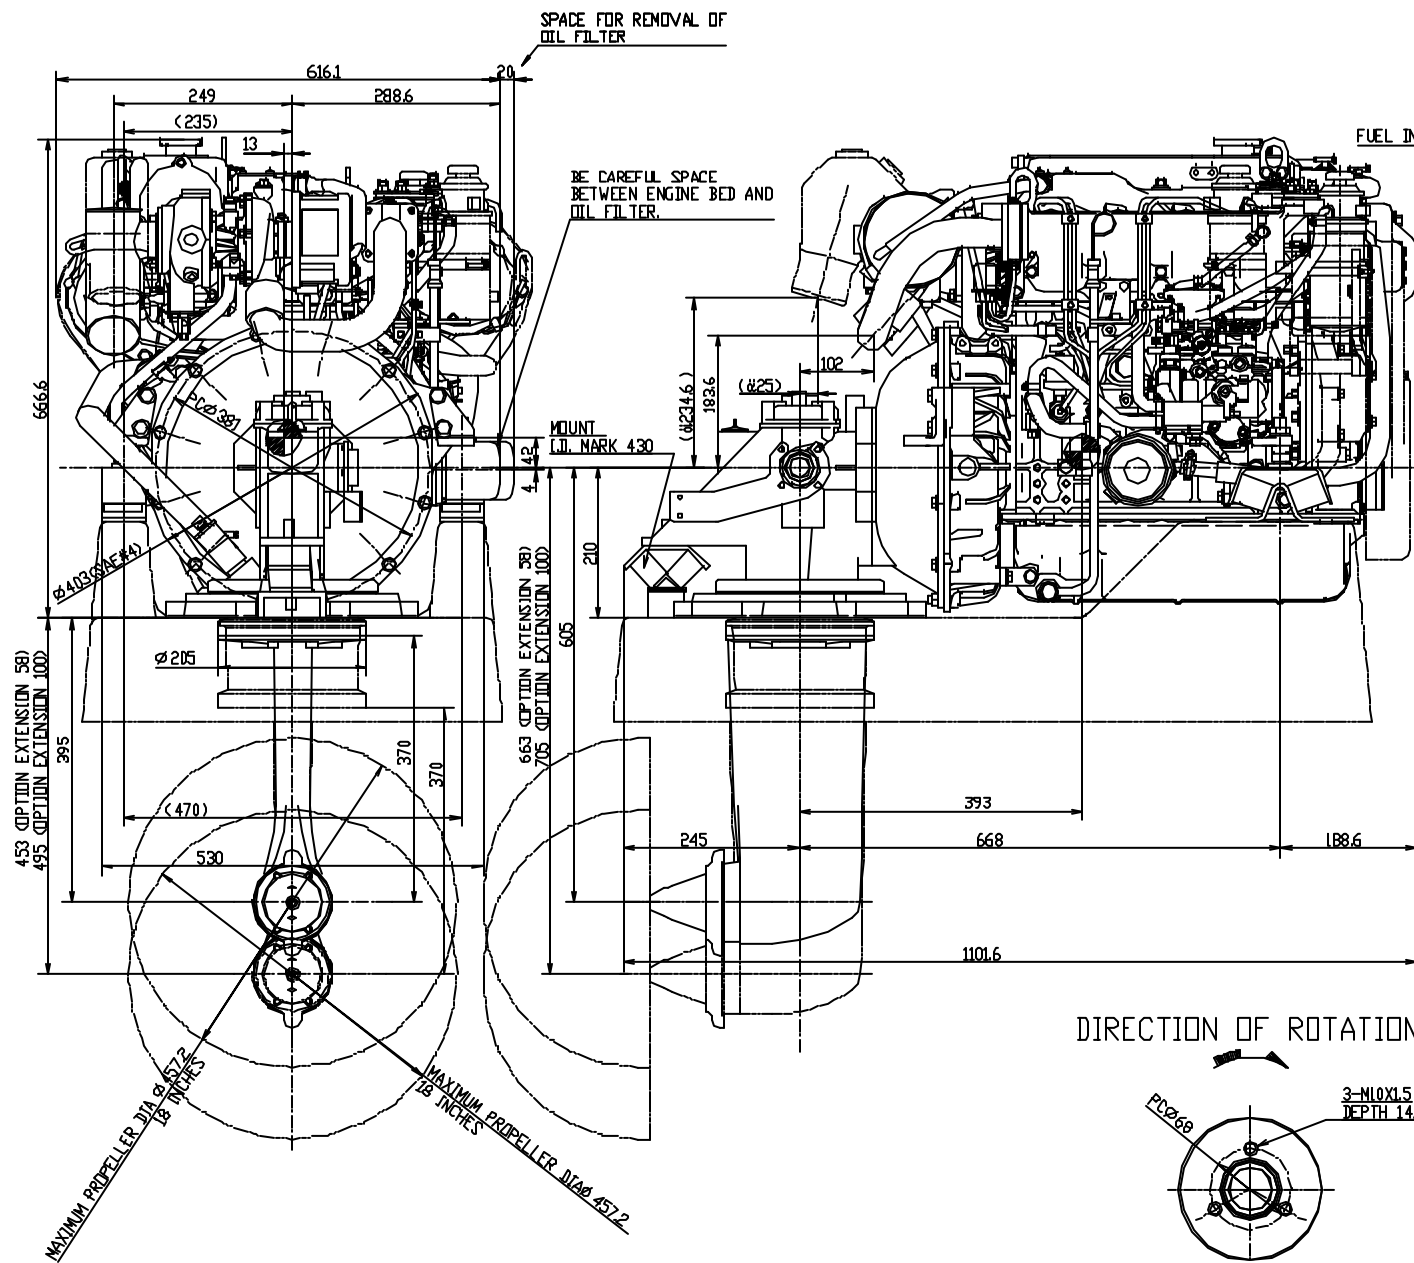 SPACE FOR REMOVAL OF
OIL FILTER
616.1
20
249
288.6
(235)
13
FUEL IN
BE CAREFUL SPACE
BETWEEN ENGINE BED AND
OIL FILTER.
666.6
PCØ381
102
(ä25)
(ä234.6)
183.6
MOUNT
I.D. MARK 430
42
4
210
Ø403(SAE#4)
453 (OPTION EXTENSION 58)
495 (OPTION EXTENSION 100)
395
Ø205
663 (OPTION EXTENSION 58)
705 (OPTION EXTENSION 100)
605
370
370
393
(470)
245
668
188.6
530
1101.6
DIRECTION OF ROTATION
MAXIMUM PROPELLER DIA Ø457.2
18 INCHES
MAXIMUM PROPELLER DIAØ 457.2
18 INCHES
3-M10X1.5
DEPTH 14
PCØ68